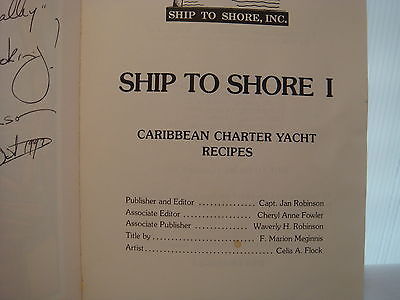 SHIP TO SHORE, INC.
SHIP TO SHORE I
CARIBBEAN CHARTER YACHT
RECIPES
Publisher and Editor .............. Capt. Jan Robinson
Associate Editor .................. Cheryl Anne Fowler
Associate Publisher ............... Waverly H. Robinson
Title by .......................... F. Marion Meginnis
Artist ............................ Celis A. Flock